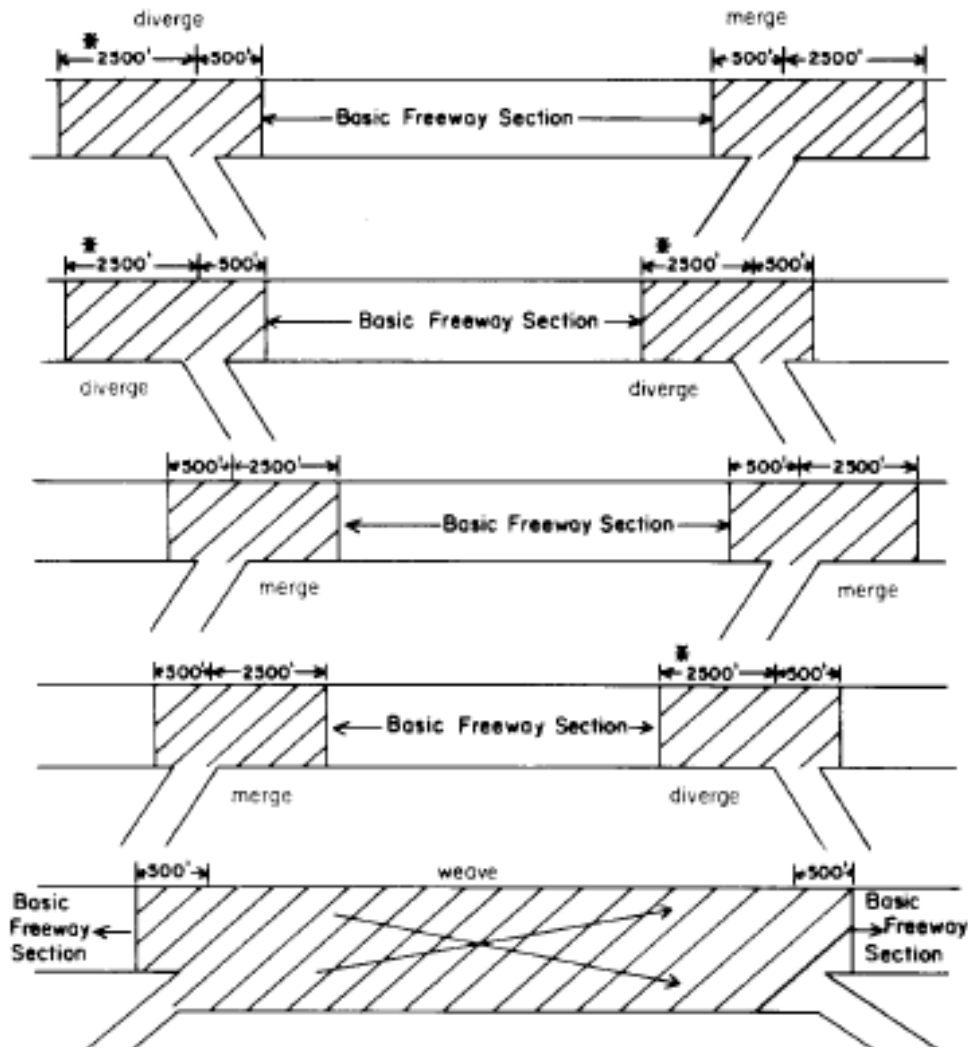 diverge merge
* 2500' 500' 500' 2500'
Basic Freeway Section
* *
2500' 500' 2500' 500'
Basic Freeway Section
diverge diverge
500' 2500' 500' 2500'
Basic Freeway Section
merge merge
*
500' 2500' 2500' 500'
Basic Freeway Section
merge diverge
500' weave 500'
Basic
Freeway
Section
Basic
Freeway
Section